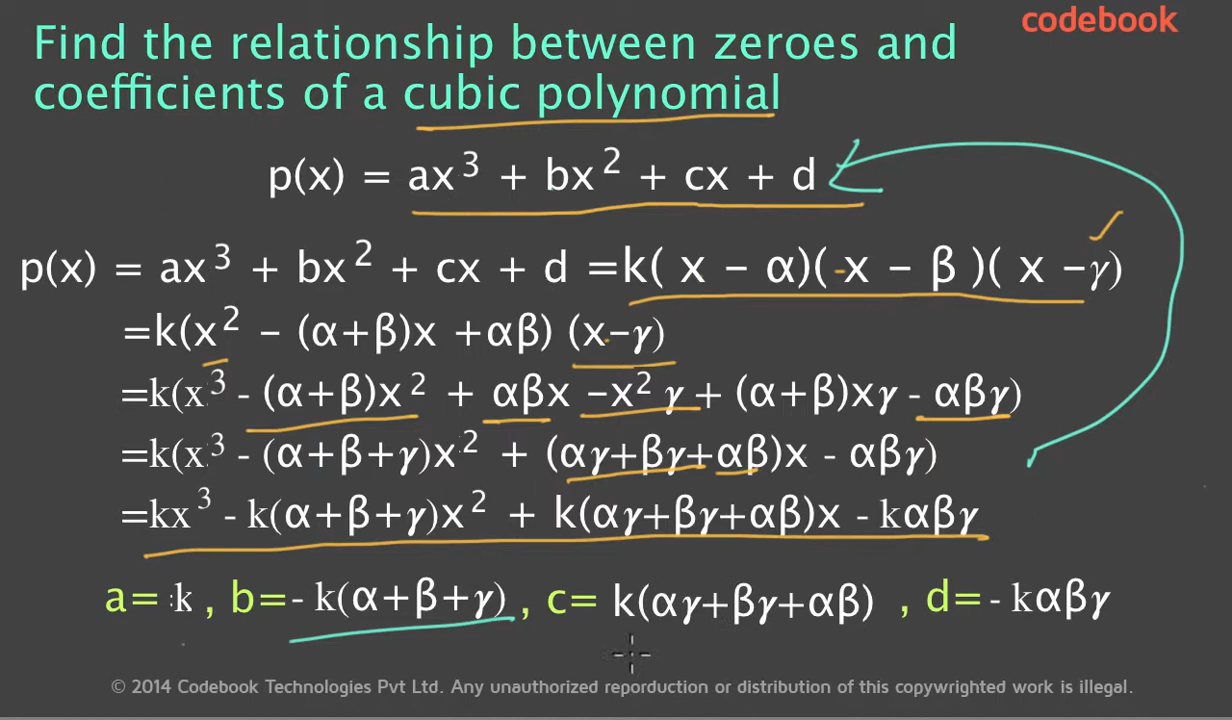 codebook
Find the relationship between zeroes and
coefficients of a cubic polynomial
p(x) = ax³ + bx² + cx + d
p(x) = ax³ + bx² + cx + d =k( x - α)( x - β )( x -γ)
=k(x² - (α+β)x +αβ) (x-γ)
=k(x³ - (α+β)x² + αβx -x²γ + (α+β)xγ - αβγ)
=k(x³ - (α+β+γ)x² + (αγ+βγ+αβ)x - αβγ)
=kx³ - k(α+β+γ)x² + k(αγ+βγ+αβ)x - kαβγ
a= k , b=- k(α+β+γ) , c= k(αγ+βγ+αβ) , d=- kαβγ
© 2014 Codebook Technologies Pvt Ltd. Any unauthorized reporduction or distribution of this copywrighted work is illegal.